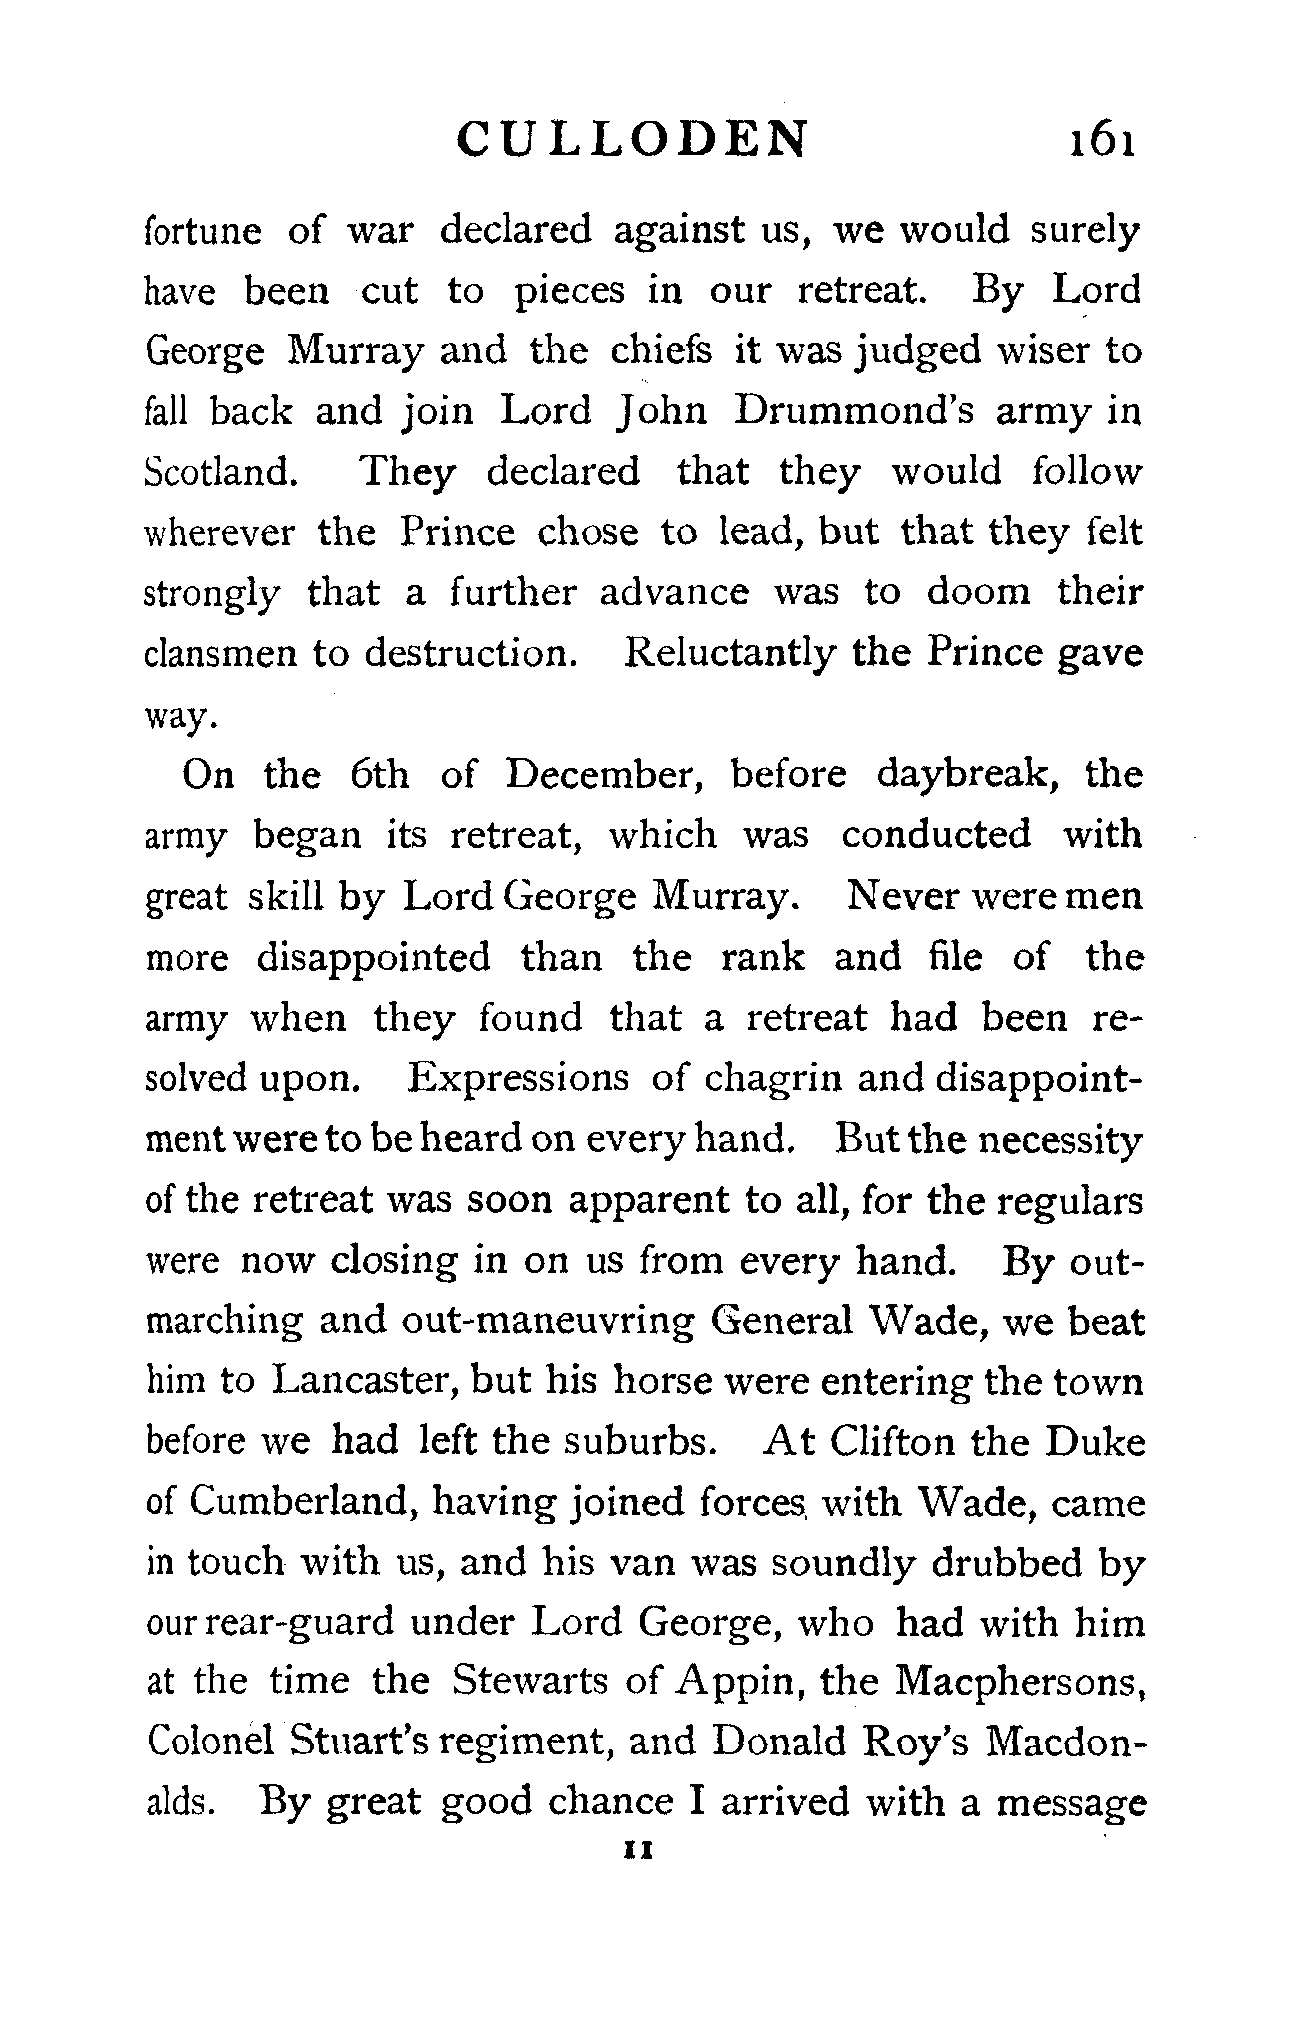 CULLODEN 161
fortune of war declared against us, we would surely
have been cut to pieces in our retreat. By Lord
George Murray and the chiefs it was judged wiser to
fall back and join Lord John Drummond's army in
Scotland. They declared that they would follow
wherever the Prince chose to lead, but that they felt
strongly that a further advance was to doom their
clansmen to destruction. Reluctantly the Prince gave
way.
On the 6th of December, before daybreak, the
army began its retreat, which was conducted with
great skill by Lord George Murray. Never were men
more disappointed than the rank and file of the
army when they found that a retreat had been re-
solved upon. Expressions of chagrin and disappoint-
ment were to be heard on every hand. But the necessity
of the retreat was soon apparent to all, for the regulars
were now closing in on us from every hand. By out-
marching and out-maneuvring General Wade, we beat
him to Lancaster, but his horse were entering the town
before we had left the suburbs. At Clifton the Duke
of Cumberland, having joined forces with Wade, came
in touch with us, and his van was soundly drubbed by
our rear-guard under Lord George, who had with him
at the time the Stewarts of Appin, the Macphersons,
Colonel Stuart's regiment, and Donald Roy's Macdon-
alds. By great good chance I arrived with a message
11